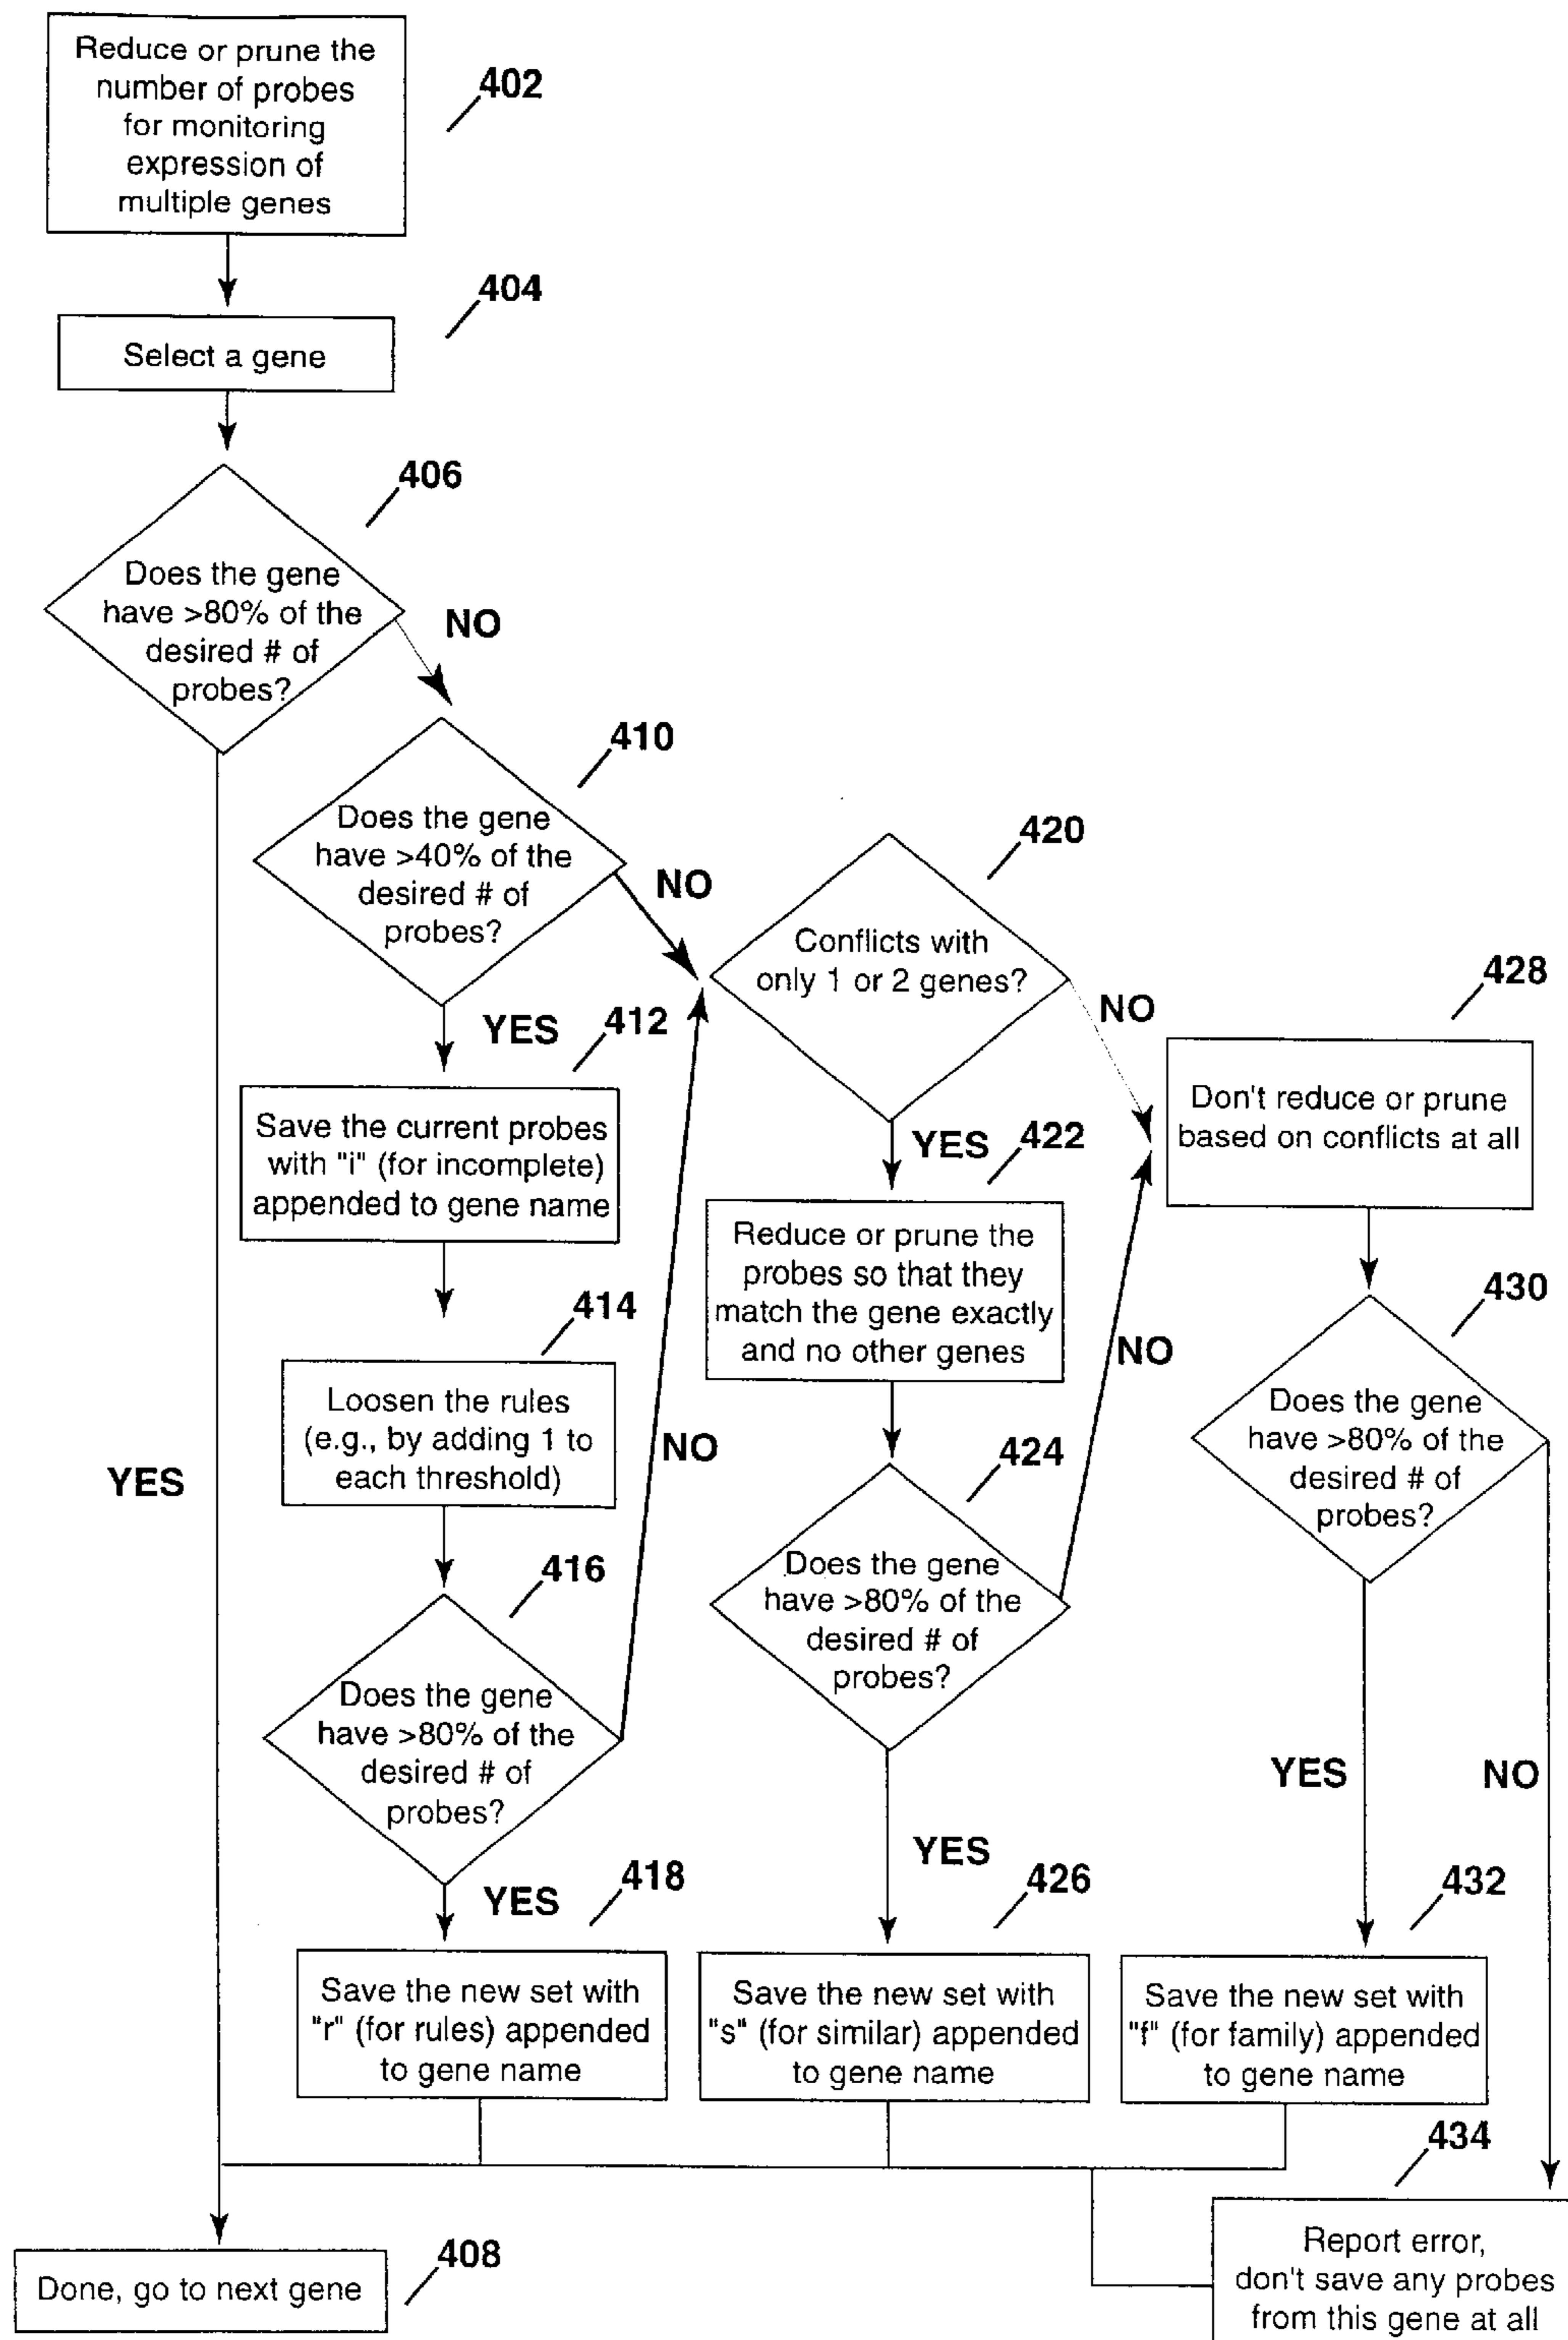 Reduce or prune the
number of probes
for monitoring
expression of
multiple genes
402
404
Select a gene
406
Does the gene
have >80% of the
desired # of
probes?
NO
410
Does the gene
have >40% of the
desired # of
probes?
NO
420
Conflicts with
only 1 or 2 genes?
NO
428
Don't reduce or prune
based on conflicts at all
YES
412
Save the current probes
with "i" (for incomplete)
appended to gene name
YES
422
Reduce or prune the
probes so that they
match the gene exactly
and no other genes
NO
430
Does the gene
have >80% of the
desired # of
probes?
414
Loosen the rules
(e.g., by adding 1 to
each threshold)
NO
YES
424
Does the gene
have >80% of the
desired # of
probes?
416
Does the gene
have >80% of the
desired # of
probes?
YES
NO
YES
418
Save the new set with
"r" (for rules) appended
to gene name
YES
426
Save the new set with
"s" (for similar) appended
to gene name
432
Save the new set with
"f" (for family) appended
to gene name
434
Report error,
don't save any probes
from this gene at all
408
Done, go to next gene